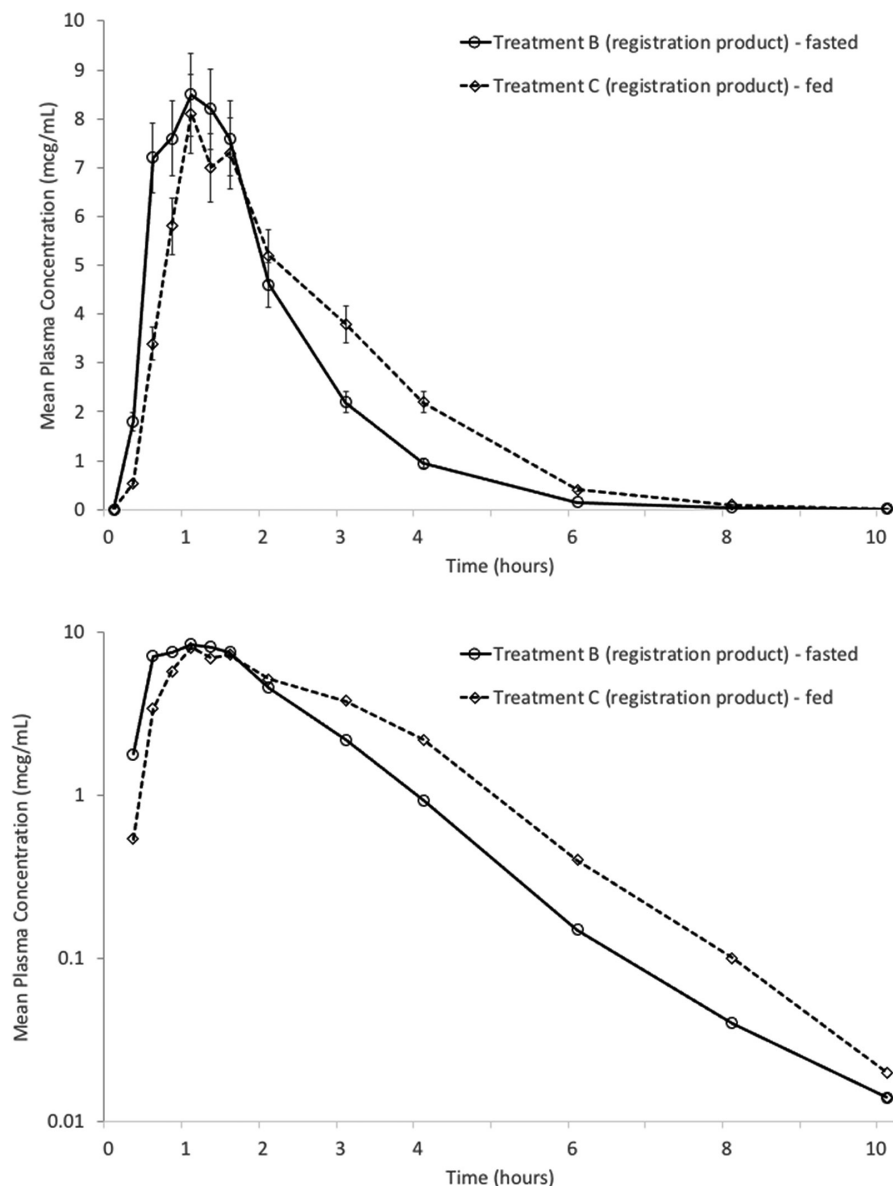 10
9
8
7
6
5
4
3
2
1
0
Mean Plasma Concentration (mcg/mL)
Treatment B (registration product) - fasted
Treatment C (registration product) - fed
0 1 2 3 4 6 8 10
Time (hours)
10
1
0.1
0.01
Mean Plasma Concentration (mcg/mL)
Treatment B (registration product) - fasted
Treatment C (registration product) - fed
0 1 2 3 4 6 8 10
Time (hours)